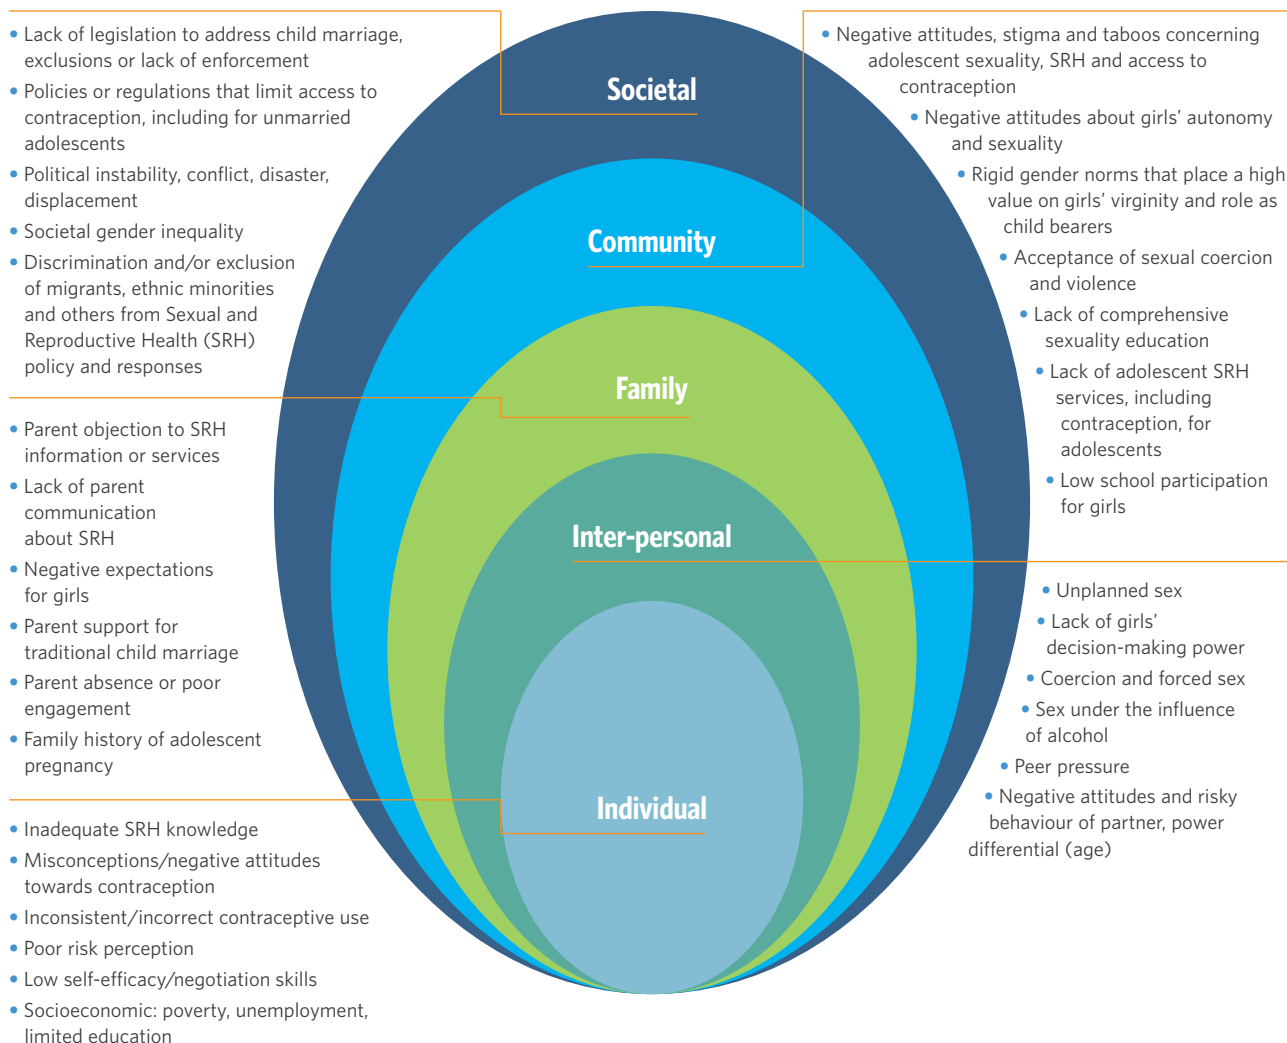 Societal
• Lack of legislation to address child marriage,
exclusions or lack of enforcement
• Policies or regulations that limit access to
contraception, including for unmarried
adolescents
• Political instability, conflict, disaster,
displacement
• Societal gender inequality
• Discrimination and/or exclusion
of migrants, ethnic minorities
and others from Sexual and
Reproductive Health (SRH)
policy and responses
Community
• Negative attitudes, stigma and taboos concerning
adolescent sexuality, SRH and access to
contraception
• Negative attitudes about girls’ autonomy
and sexuality
• Rigid gender norms that place a high
value on girls’ virginity and role as
child bearers
• Acceptance of sexual coercion
and violence
• Lack of comprehensive
sexuality education
• Lack of adolescent SRH
services, including
contraception, for
adolescents
• Low school participation
for girls
Family
• Parent objection to SRH
information or services
• Lack of parent
communication
about SRH
• Negative expectations
for girls
• Parent support for
traditional child marriage
• Parent absence or poor
engagement
• Family history of adolescent
pregnancy
Inter-personal
• Unplanned sex
• Lack of girls’
decision-making power
• Coercion and forced sex
• Sex under the influence
of alcohol
• Peer pressure
• Negative attitudes and risky
behaviour of partner, power
differential (age)
Individual
• Inadequate SRH knowledge
• Misconceptions/negative attitudes
towards contraception
• Inconsistent/incorrect contraceptive use
• Poor risk perception
• Low self-efficacy/negotiation skills
• Socioeconomic: poverty, unemployment,
limited education